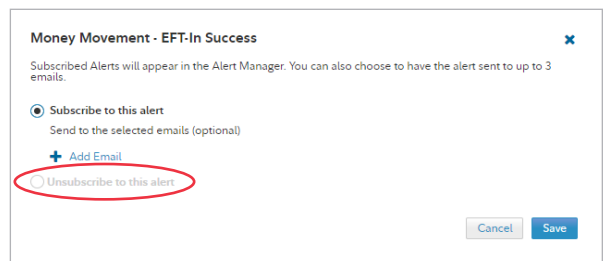 Money Movement - EFT-In Success
Subscribed Alerts will appear in the Alert Manager. You can also choose to have the alert sent to up to 3
emails.
Subscribe to this alert
Send to the selected emails (optional)
Add Email
Unsubscribe to this alert
Cancel Save